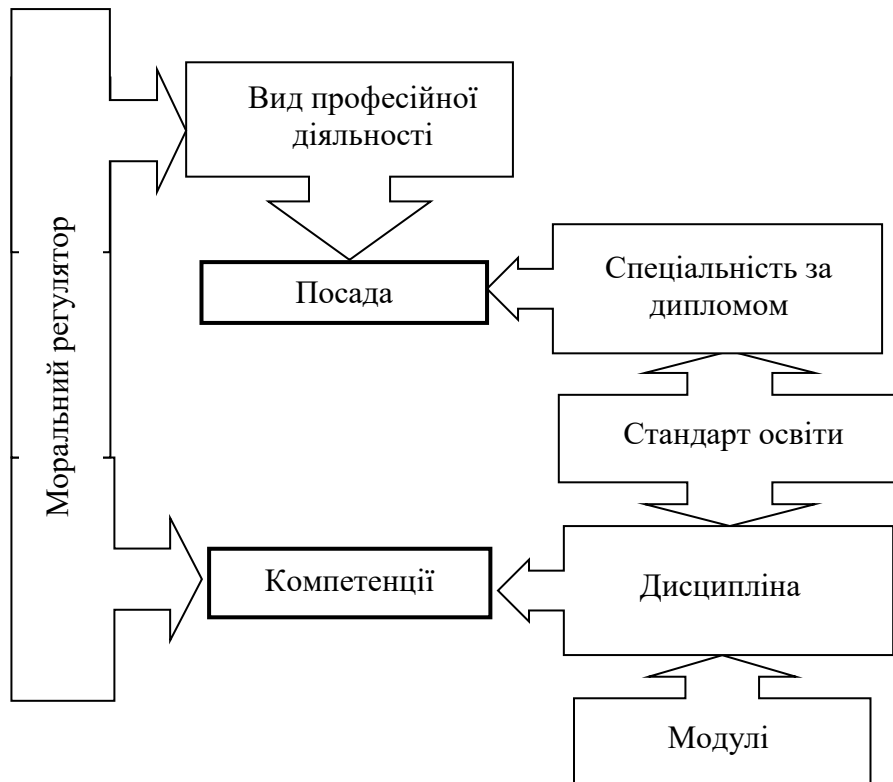 Моральний регулятор
Вид професійної
діяльності
Посада
Спеціальність за
дипломом
Стандарт освіти
Компетенції
Дисципліна
Модулі